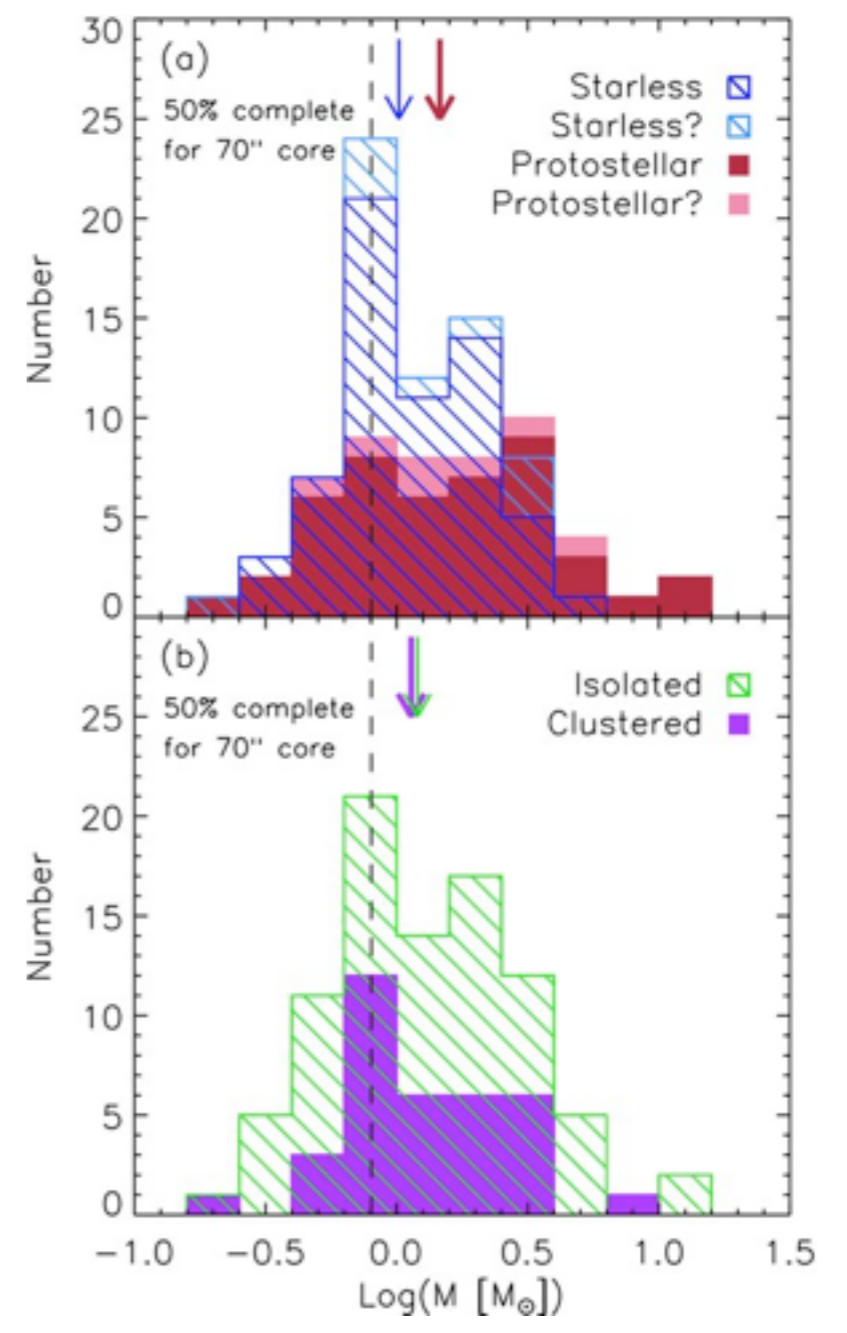 30
25
20
15
10
5
0
Number
(a)
50% complete
for 70" core
Starless
Starless?
Protostellar
Protostellar?
25
20
15
10
5
0
Number
(b)
50% complete
for 70" core
Isolated
Clustered
−1.0 −0.5 0.0 0.5 1.0 1.5
Log(M [M⊙])